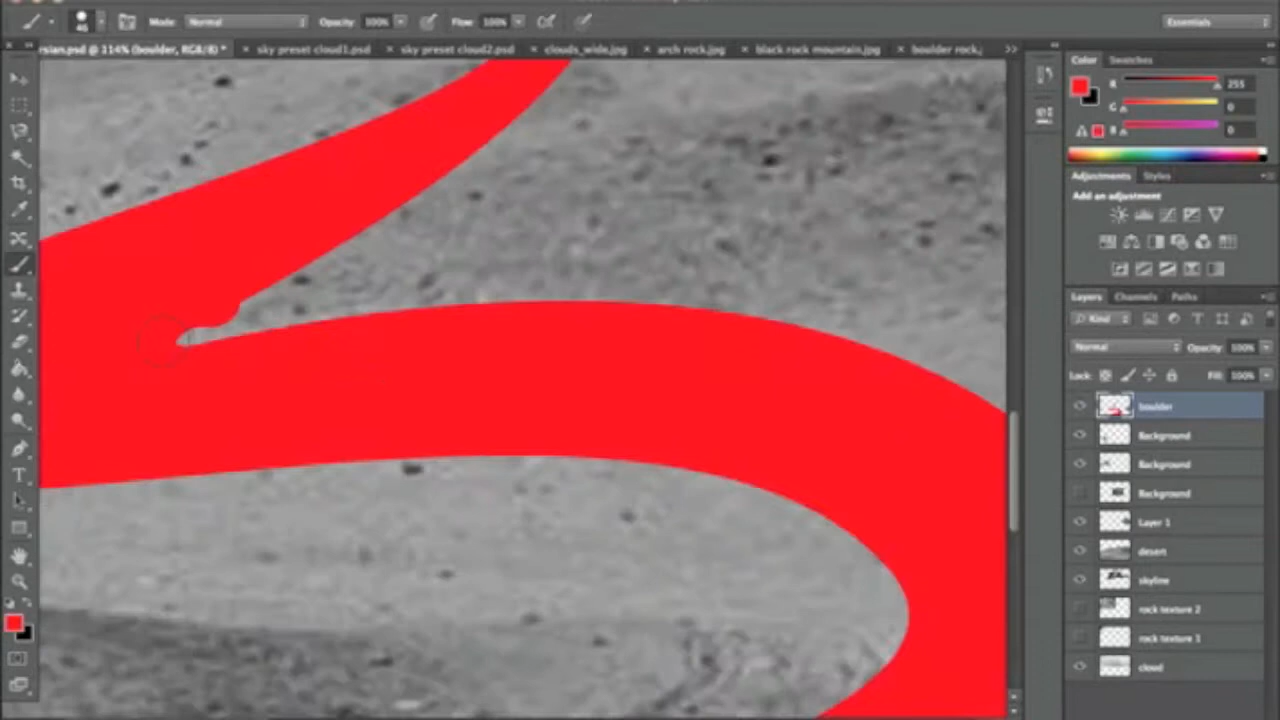 Mode: Normal Opacity: 100% Flow: 100% Essentials
rsian.psd @ 114% (boulder, RGB/8) * × sky preset cloud1.psd × sky preset cloud2.psd × clouds_wide.jpg × arch rock.jpg × black rock mountain.jpg × boulder rock.j >>
Color Swatches
R 255
G 0
B 0
Adjustments Styles
Add an adjustment
Layers Channels Paths
Kind
Normal Opacity: 100%
Lock: Fill: 100%
boulder
Background
Background
Background
Layer 1
desert
skyline
rock texture 2
rock texture 1
cloud